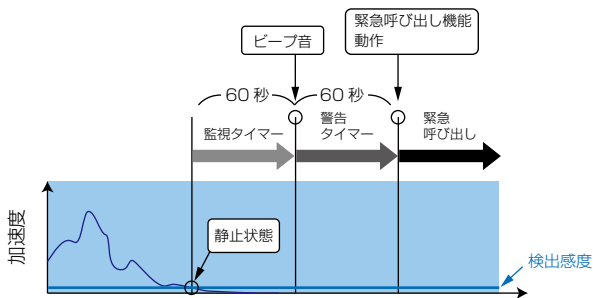 緊急呼び出し機能
動作
ビープ音
60 秒
60 秒
監視タイマー
警告
タイマー
緊急
呼び出し
加速度
静止状態
検出感度